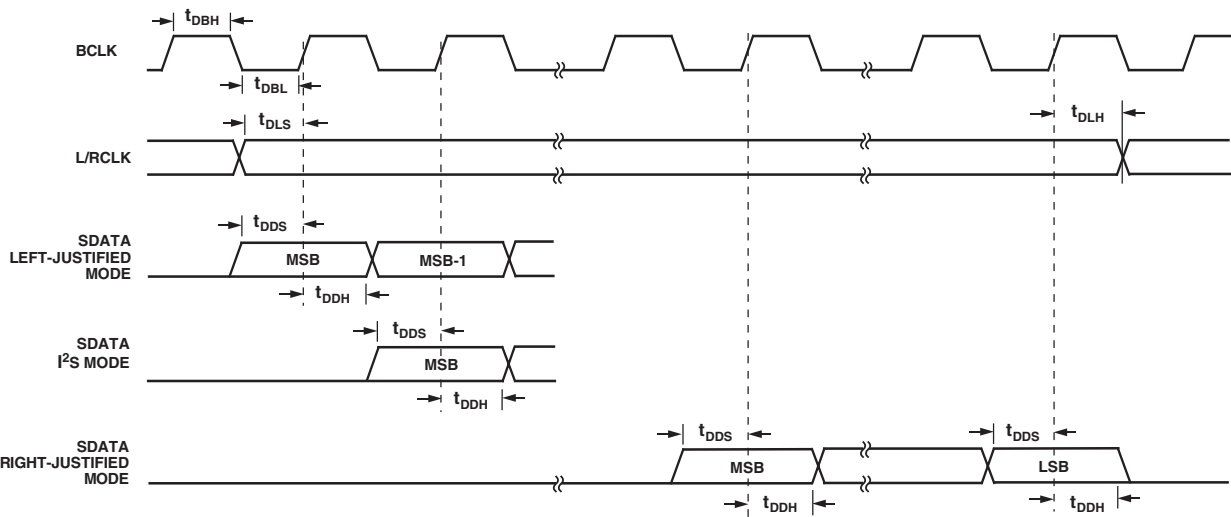 tDBH
BCLK
tDBL
tDLS
tDLH
L/RCLK
SDATA
LEFT-JUSTIFIED
MODE
tDDS
MSB
MSB-1
tDDH
SDATA
I²S MODE
tDDS
MSB
tDDH
SDATA
RIGHT-JUSTIFIED
MODE
tDDS
tDDS
MSB
LSB
tDDH
tDDH